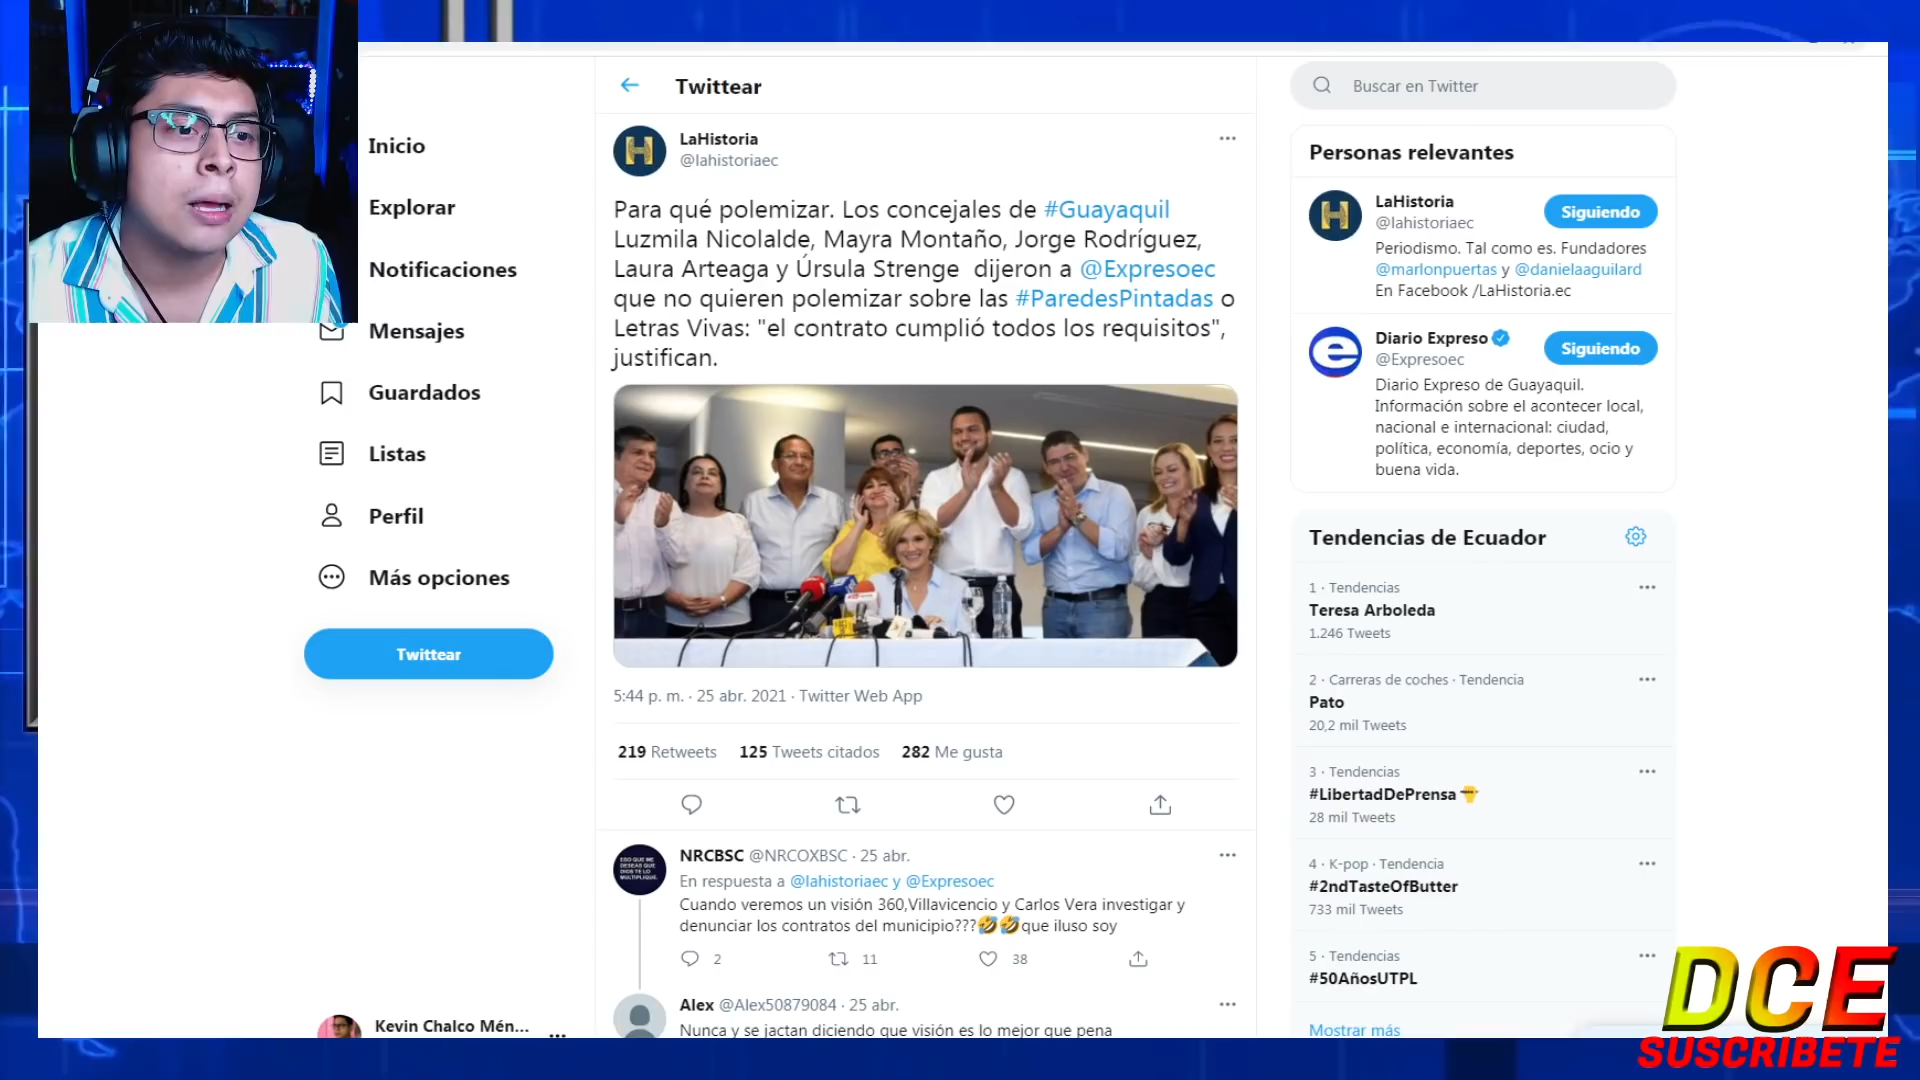 Inicio
Explorar
Notificaciones
Mensajes
Guardados
Listas
Perfil
Más opciones
Twittear
Kevin Chalco Mén...
Twittear
LaHistoria
@lahistoriaec
Para qué polemizar. Los concejales de #Guayaquil
Luzmila Nicolalde, Mayra Montaño, Jorge Rodríguez,
Laura Arteaga y Úrsula Strenge dijeron a @Expresoec
que no quieren polemizar sobre las #ParedesPintadas o
Letras Vivas: "el contrato cumplió todos los requisitos",
justifican.
5:44 p. m. · 25 abr. 2021 · Twitter Web App
219 Retweets 125 Tweets citados 282 Me gusta
ESO QUE ME
DESEAS QUE
DIOS TE LO
MULTIPLIQUE.
NRCBSC @NRCOXBSC · 25 abr.
En respuesta a @lahistoriaec y @Expresoec
Cuando veremos un visión 360,Villavicencio y Carlos Vera investigar y
denunciar los contratos del municipio???🤣🤣que iluso soy
2 11 38
Alex @Alex50879084 · 25 abr.
Nunca y se jactan diciendo que visión es lo mejor que pena
Buscar en Twitter
Personas relevantes
LaHistoria
@lahistoriaec
Siguiendo
Periodismo. Tal como es. Fundadores
@marlonpuertas y @danielaaguilard
En Facebook /LaHistoria.ec
Diario Expreso
@Expresoec
Siguiendo
Diario Expreso de Guayaquil.
Información sobre el acontecer local,
nacional e internacional: ciudad,
política, economía, deportes, ocio y
buena vida.
Tendencias de Ecuador
1 · Tendencias
Teresa Arboleda
1.246 Tweets
2 · Carreras de coches · Tendencia
Pato
20,2 mil Tweets
3 · Tendencias
#LibertadDePrensa
28 mil Tweets
4 · K-pop · Tendencia
#2ndTasteOfButter
733 mil Tweets
5 · Tendencias
#50AñosUTPL
Mostrar más
DCE
SUSCRIBETE